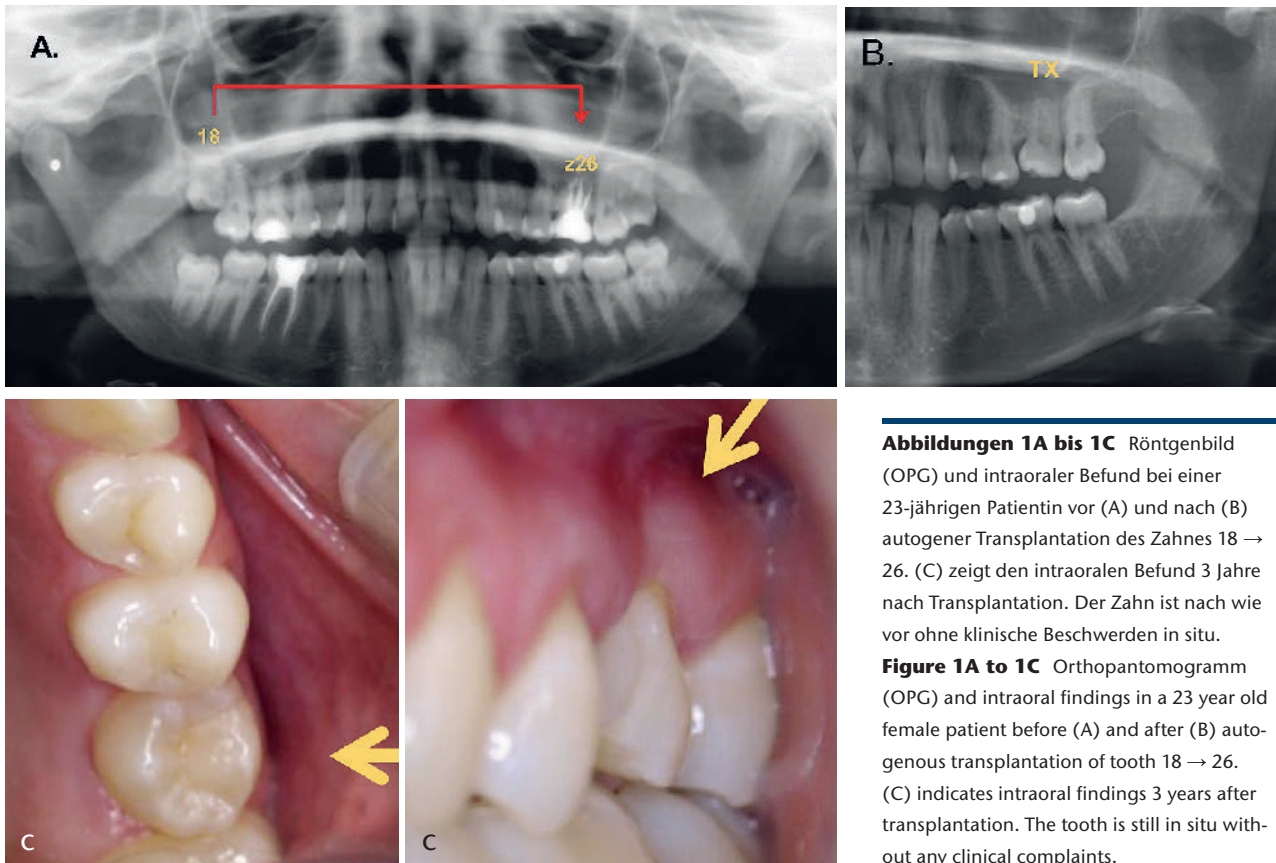 A.
18
z26
B.
TX
C
C
Abbildungen 1A bis 1C Röntgenbild
(OPG) und intraoraler Befund bei einer
23-jährigen Patientin vor (A) und nach (B)
autogener Transplantation des Zahnes 18 →
26. (C) zeigt den intraoralen Befund 3 Jahre
nach Transplantation. Der Zahn ist nach wie
vor ohne klinische Beschwerden in situ.
Figure 1A to 1C Orthopantomogramm
(OPG) and intraoral findings in a 23 year old
female patient before (A) and after (B) auto-
genous transplantation of tooth 18 → 26.
(C) indicates intraoral findings 3 years after
transplantation. The tooth is still in situ with-
out any clinical complaints.